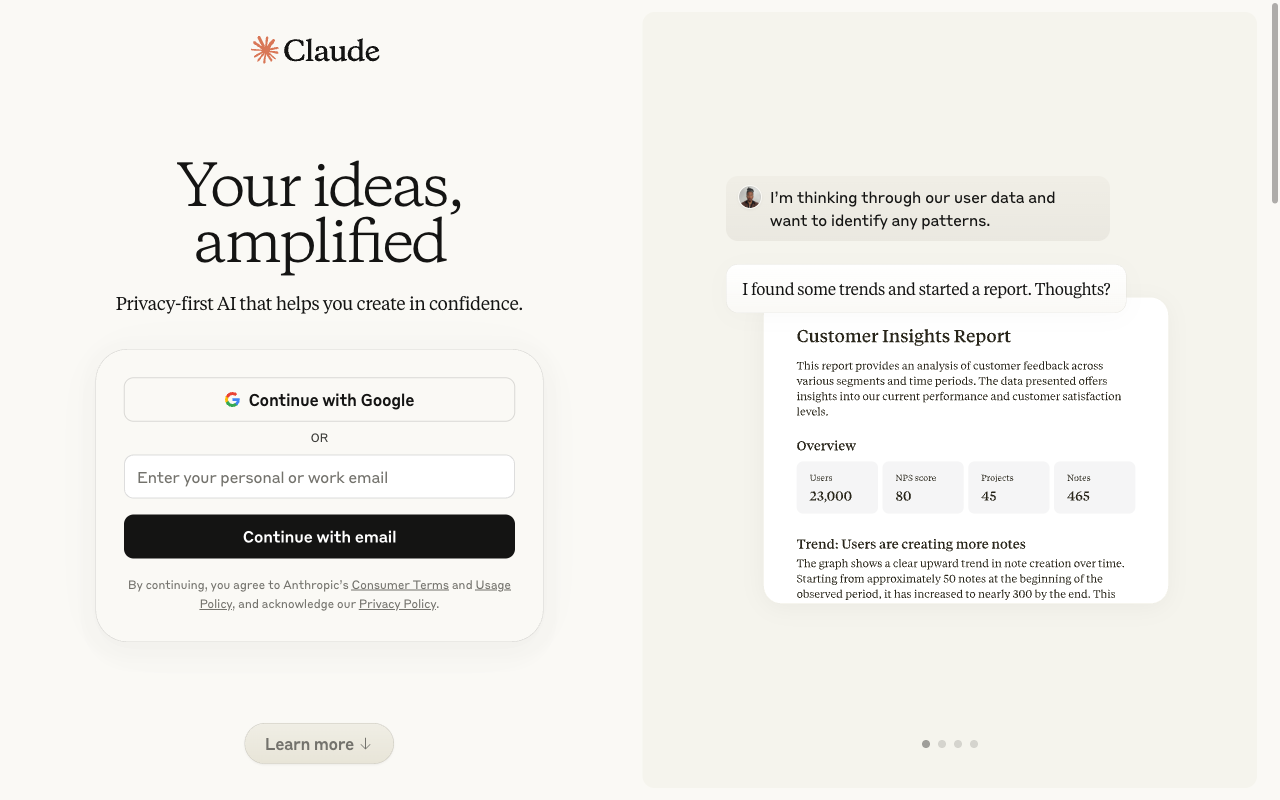 Claude
Your ideas,
amplified
Privacy-first AI that helps you create in confidence.
Continue with Google
OR
Enter your personal or work email
Continue with email
By continuing, you agree to Anthropic's Consumer Terms and Usage
Policy, and acknowledge our Privacy Policy.
Learn more ↓
I'm thinking through our user data and
want to identify any patterns.
I found some trends and started a report. Thoughts?
Customer Insights Report
This report provides an analysis of customer feedback across
various segments and time periods. The data presented offers
insights into our current performance and customer satisfaction
levels.
Overview
Users NPS score Projects Notes
23,000 80 45 465
Trend: Users are creating more notes
The graph shows a clear upward trend in note creation over time.
Starting from approximately 50 notes at the beginning of the
observed period, it has increased to nearly 300 by the end. This